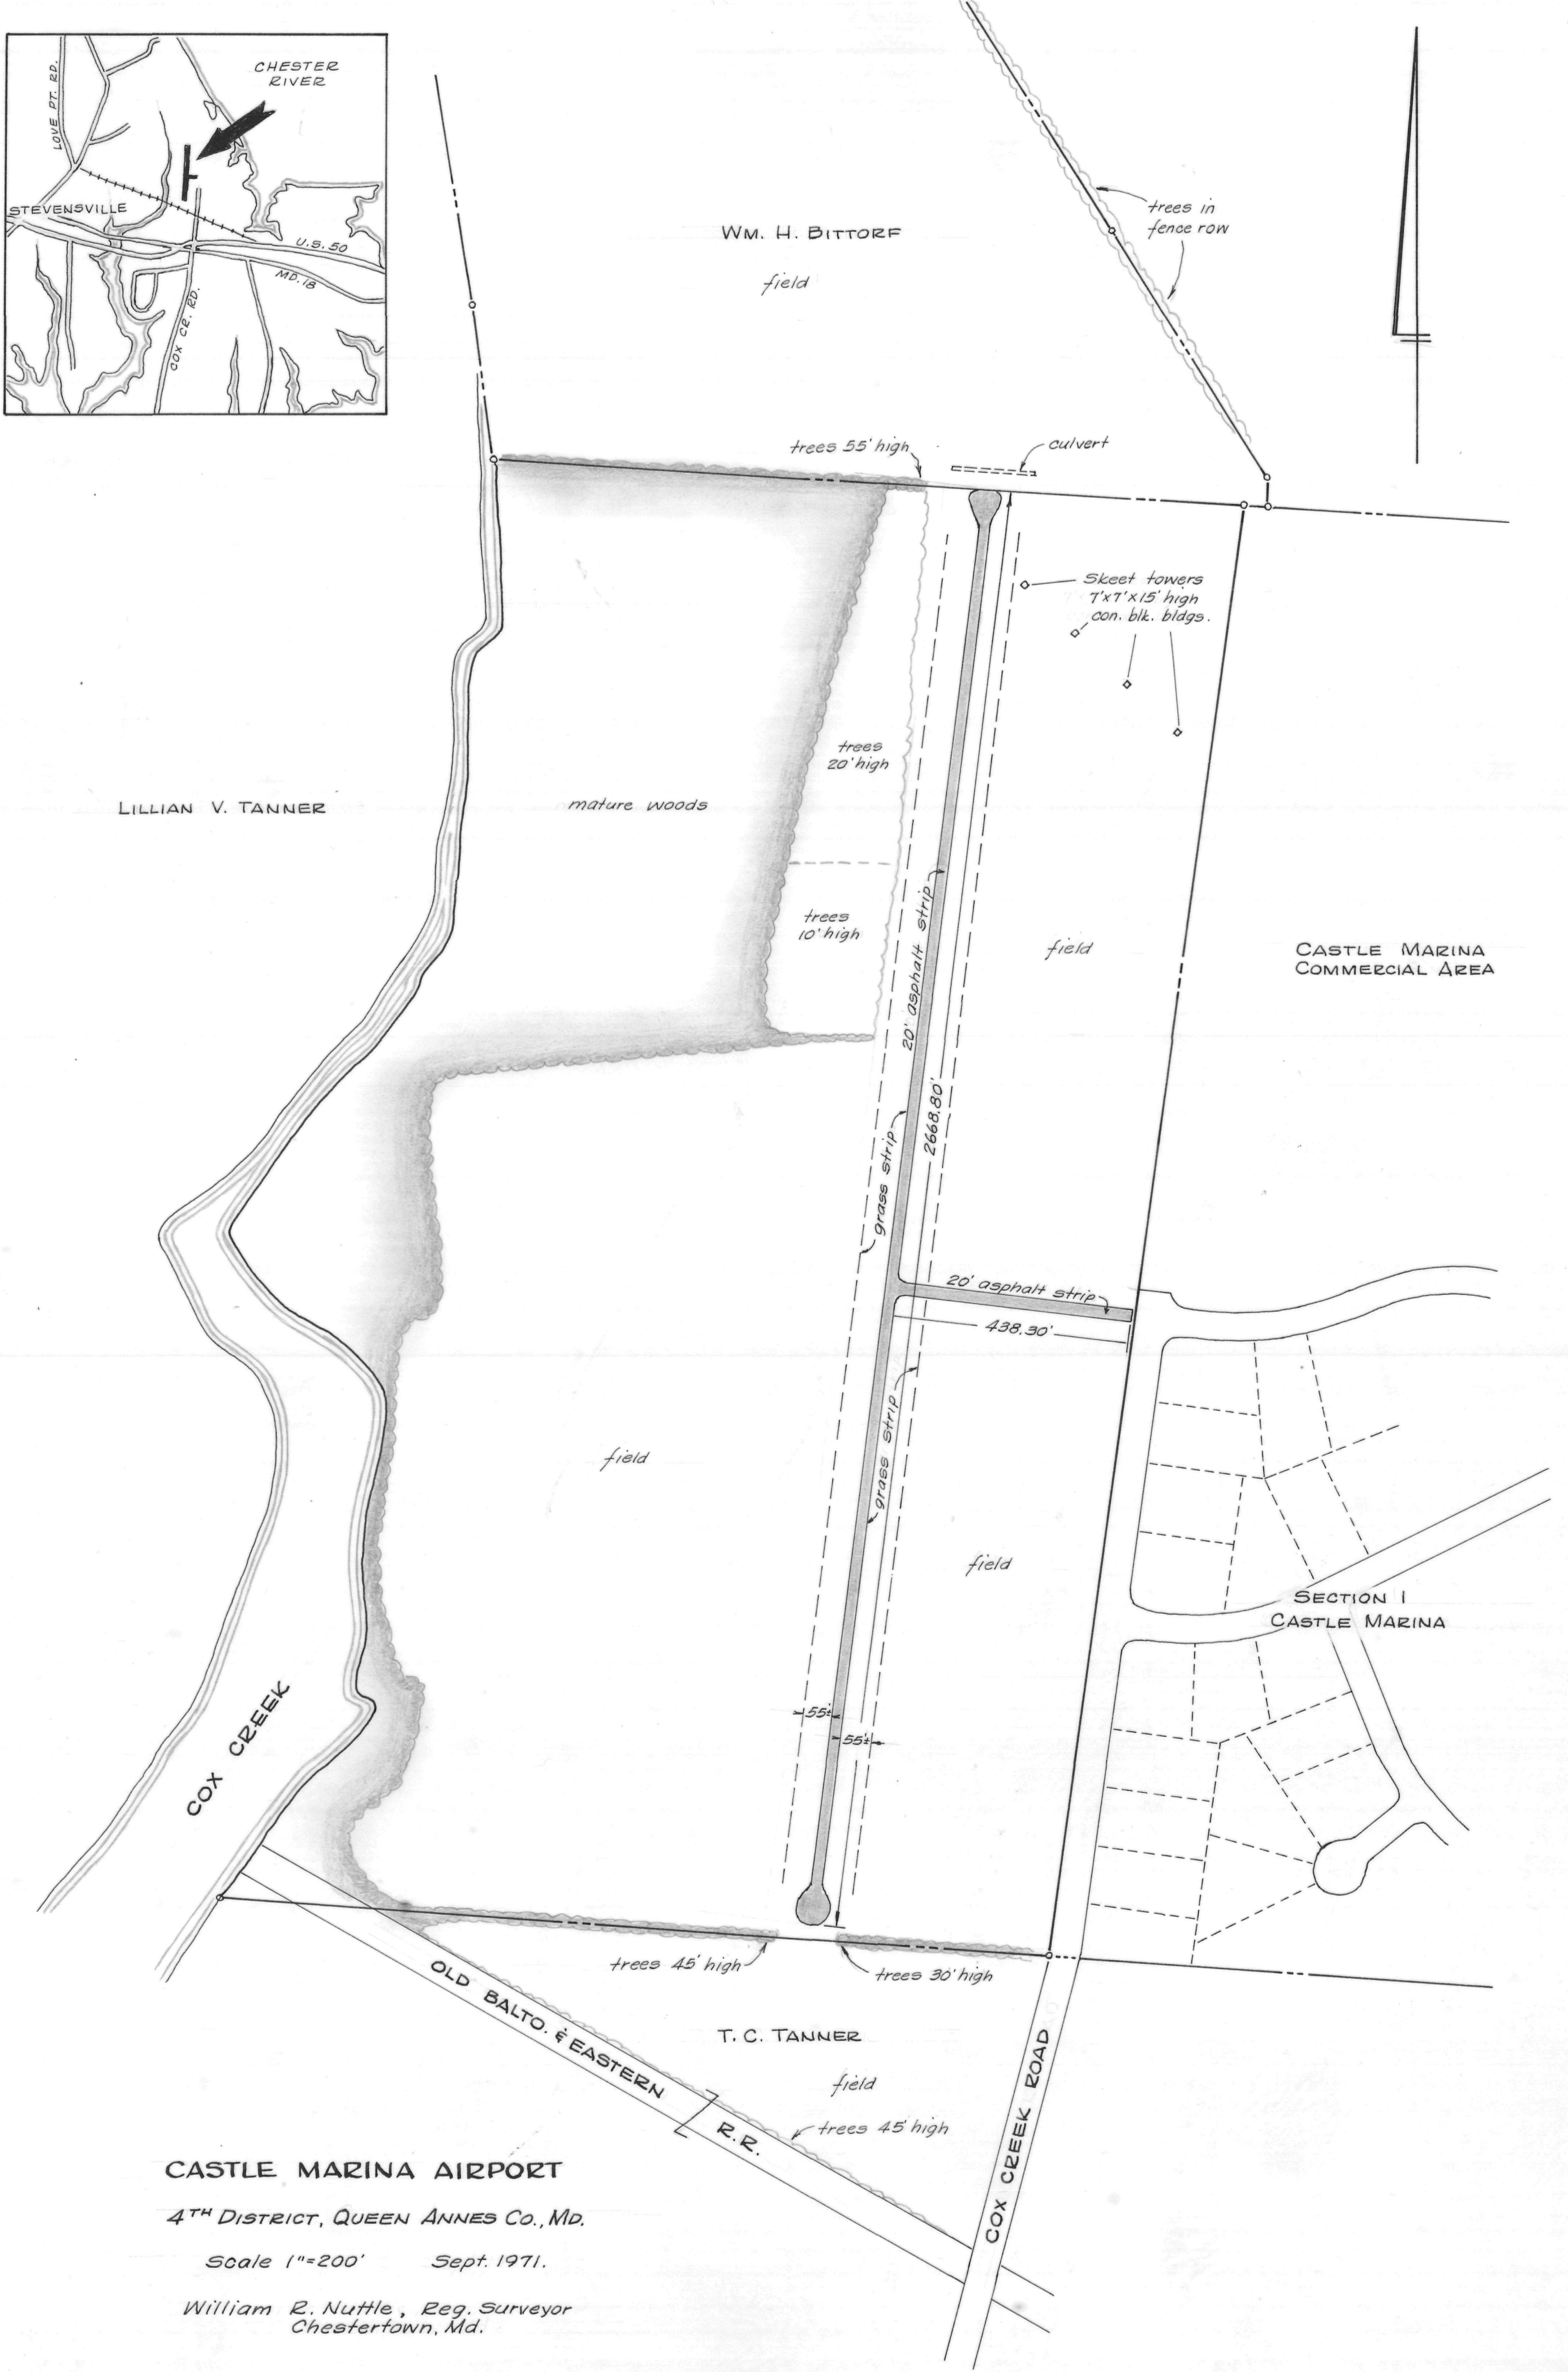 CHESTER
RIVER
LOVE PT. RD.
STEVENSVILLE
U.S. 50
MD. 18
COX CR. RD.
WM. H. BITTORF
field
trees in
fence row
trees 55' high
culvert
Skeet towers
7'x7'x15' high
con. blk. bldgs.
trees
20' high
LILLIAN V. TANNER
mature woods
trees
10' high
20' asphalt strip
field
CASTLE MARINA
COMMERCIAL AREA
2668.80'
grass strip
20' asphalt strip
438.30'
grass strip
field
field
SECTION 1
CASTLE MARINA
COX CREEK
55'±
55'±
trees 45' high
trees 30' high
OLD BALTO. & EASTERN
R.R.
T. C. TANNER
field
trees 45' high
COX CREEK ROAD
CASTLE MARINA AIRPORT
4TH DISTRICT, QUEEN ANNES CO., MD.
Scale 1"=200' Sept. 1971.
William R. Nuttle, Reg. Surveyor
Chestertown, Md.